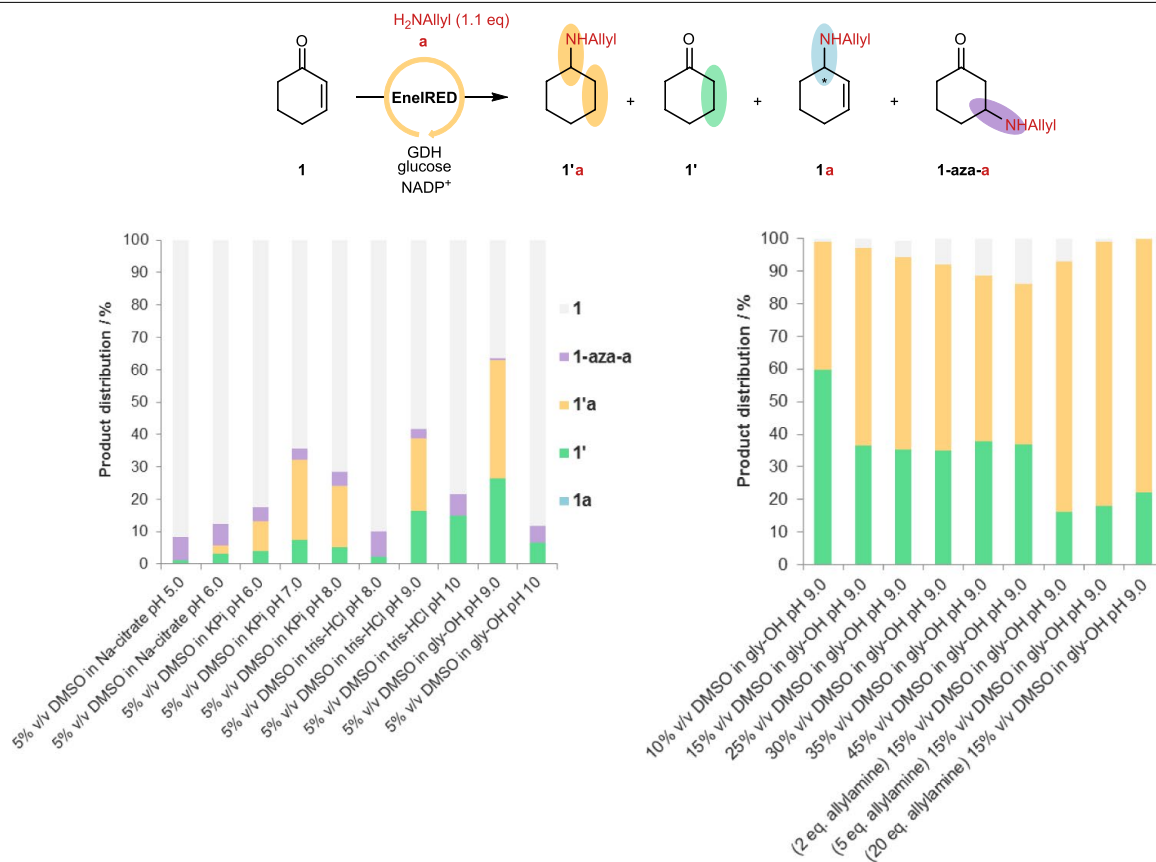 H₂NAllyl (1.1 eq)
a
O
EneIRED
GDH
glucose
NADP⁺
1
NHAllyl
1'a
+
O
1'
+
NHAllyl
*
1a
+
O
NHAllyl
1-aza-a
Product distribution / %
100
90
80
70
60
50
40
30
20
10
0
5% v/v DMSO in Na-citrate pH 5.0
5% v/v DMSO in Na-citrate pH 6.0
5% v/v DMSO in KPi pH 6.0
5% v/v DMSO in KPi pH 7.0
5% v/v DMSO in KPi pH 8.0
5% v/v DMSO in tris-HCl pH 8.0
5% v/v DMSO in tris-HCl pH 9.0
5% v/v DMSO in tris-HCl pH 10
5% v/v DMSO in gly-OH pH 9.0
5% v/v DMSO in gly-OH pH 10
1
1-aza-a
1'a
1'
1a
Product distribution / %
100
90
80
70
60
50
40
30
20
10
0
10% v/v DMSO in gly-OH pH 9.0
15% v/v DMSO in gly-OH pH 9.0
25% v/v DMSO in gly-OH pH 9.0
30% v/v DMSO in gly-OH pH 9.0
35% v/v DMSO in gly-OH pH 9.0
45% v/v DMSO in gly-OH pH 9.0
(2 eq. allylamine) 15% v/v DMSO in gly-OH pH 9.0
(5 eq. allylamine) 15% v/v DMSO in gly-OH pH 9.0
(20 eq. allylamine) 15% v/v DMSO in gly-OH pH 9.0